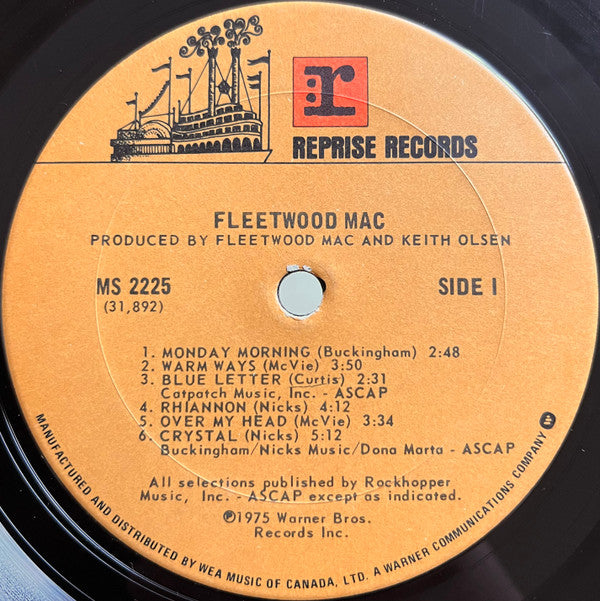 r
REPRISE RECORDS
FLEETWOOD MAC
PRODUCED BY FLEETWOOD MAC AND KEITH OLSEN
MS 2225
(31,892)
SIDE 1
1. MONDAY MORNING (Buckingham) 2:48
2. WARM WAYS (McVie) 3:50
3. BLUE LETTER (Curtis) 2:31
Catpatch Music, Inc. - ASCAP
4. RHIANNON (Nicks) 4:12
5. OVER MY HEAD (McVie) 3:34
6. CRYSTAL (Nicks) 5:12
Buckingham/Nicks Music/Dona Marta - ASCAP
All selections published by Rockhopper
Music, Inc. - ASCAP except as indicated.
℗1975 Warner Bros.
Records Inc.
MANUFACTURED AND DISTRIBUTED BY WEA MUSIC OF CANADA, LTD. A WARNER COMMUNICATIONS COMPANY